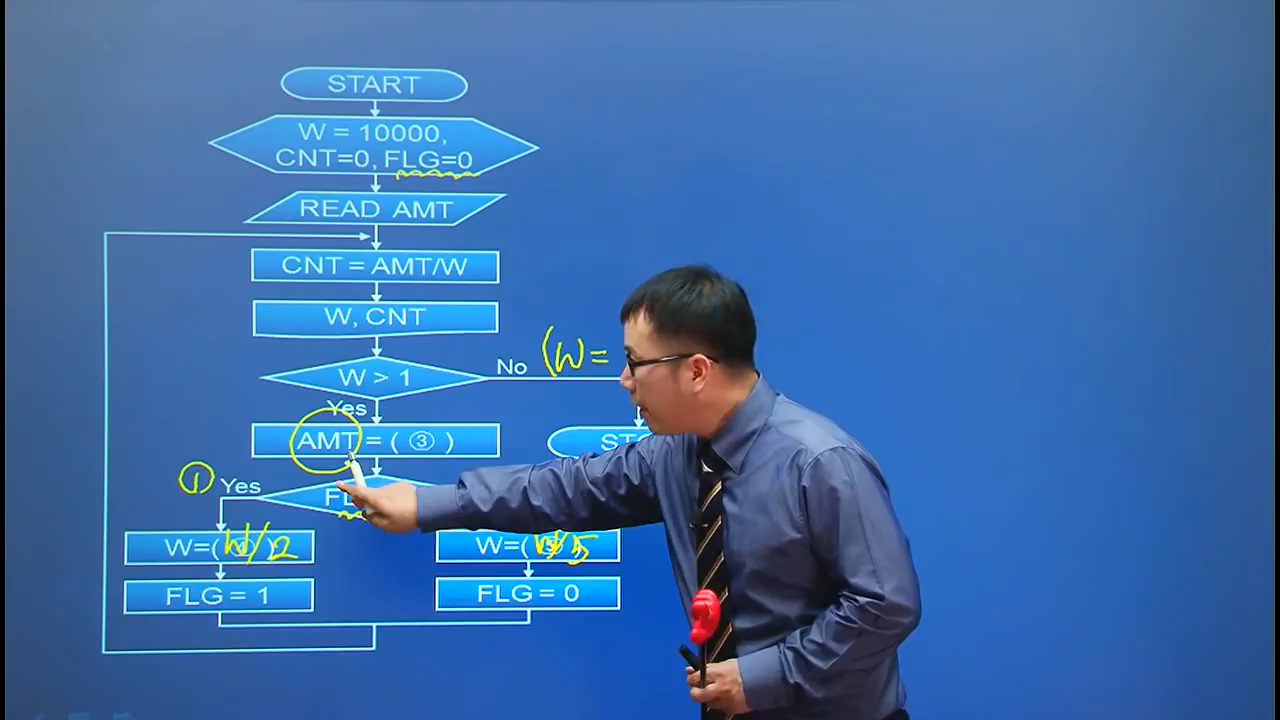 START
W = 10000,
CNT=0, FLG=0
READ AMT
CNT = AMT/W
W, CNT
W > 1
No
(W =
Yes
AMT = ( ③ )
①
Yes
W=( W/2 )
W=( W/5
FLG = 1
FLG = 0